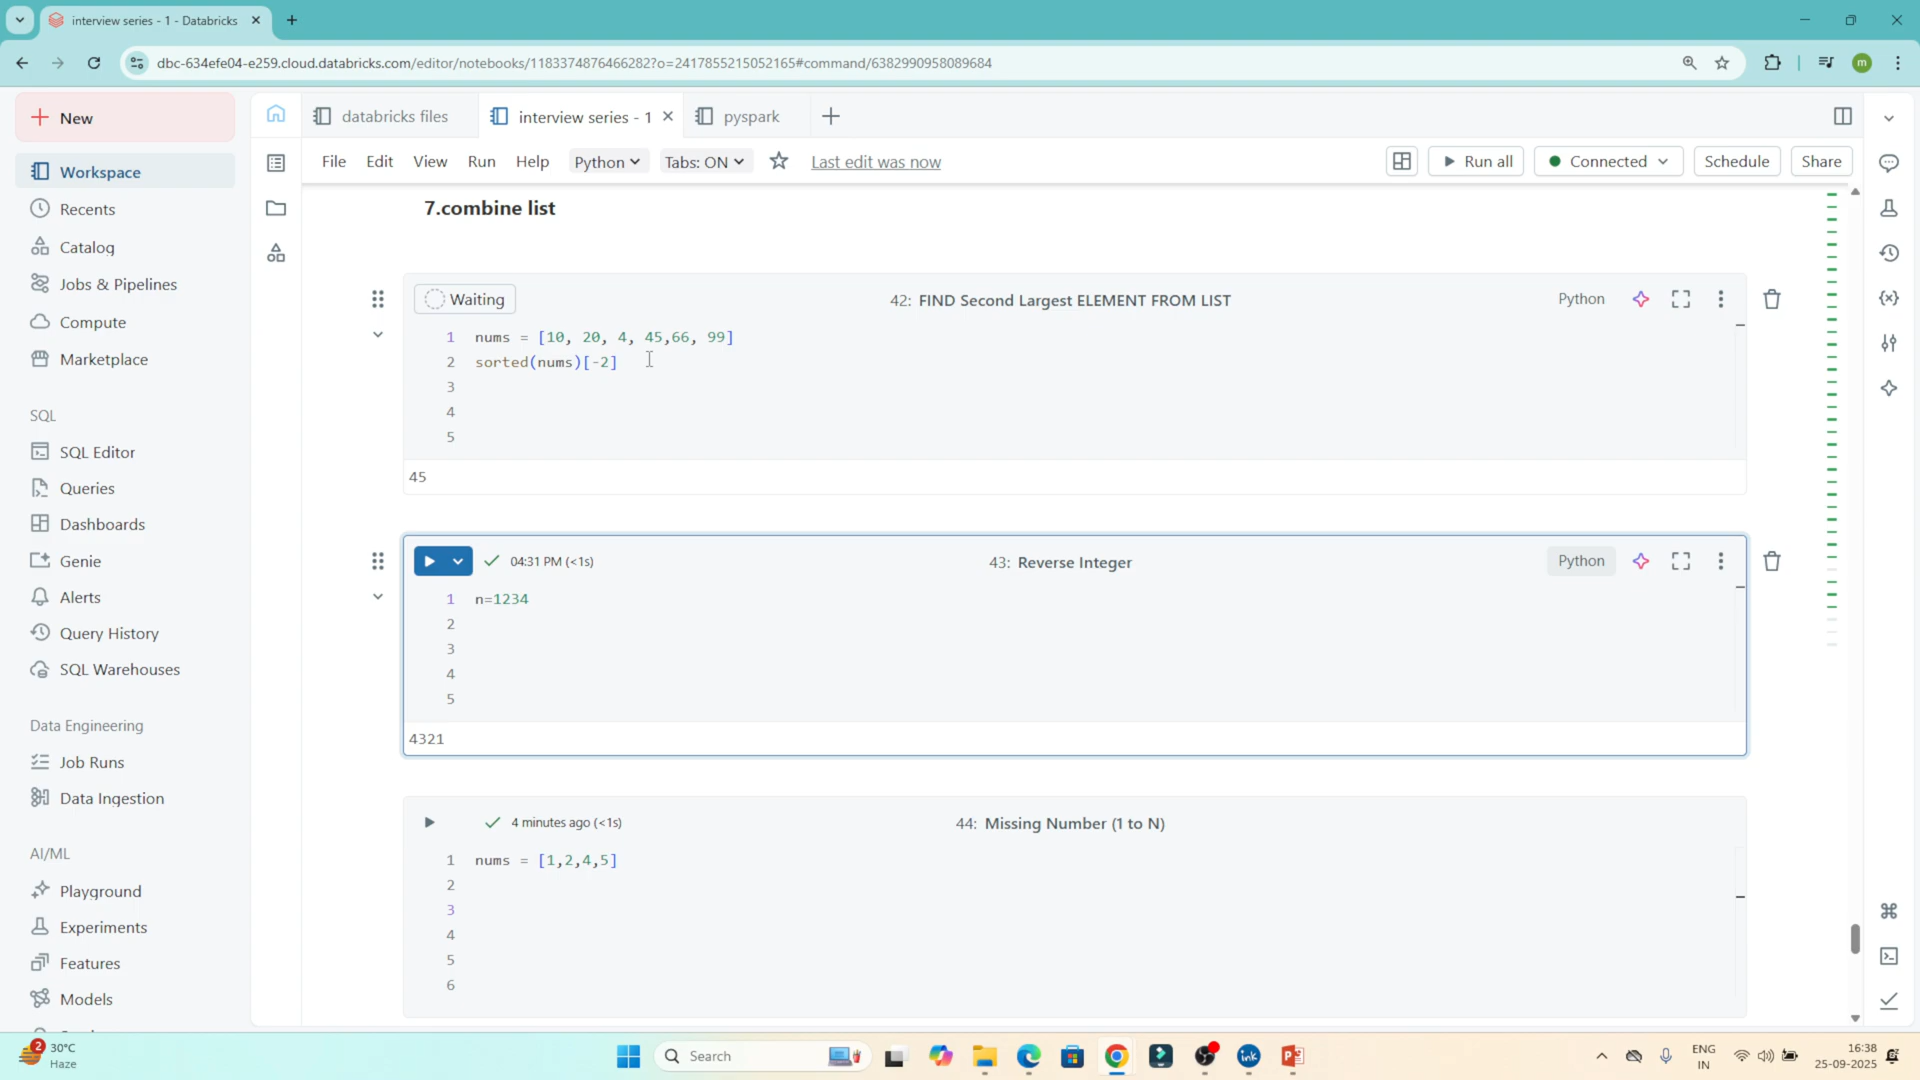 interview series - 1 - Databricks
dbc-634efe04-e259.cloud.databricks.com/editor/notebooks/1183374876466282?o=2417855215052165#command/6382990958089684
m
New
databricks files
interview series - 1
pyspark
File Edit View Run Help Python Tabs: ON Last edit was now
Run all
Connected
Schedule
Share
Workspace
Recents
Catalog
Jobs & Pipelines
Compute
Marketplace
SQL
SQL Editor
Queries
Dashboards
Genie
Alerts
Query History
SQL Warehouses
Data Engineering
Job Runs
Data Ingestion
AI/ML
Playground
Experiments
Features
Models
7.combine list
Waiting
42: FIND Second Largest ELEMENT FROM LIST
Python
1 nums = [10, 20, 4, 45,66, 99]
2 sorted(nums)[-2]
3
4
5
45
04:31 PM (<1s)
43: Reverse Integer
Python
1 n=1234
2
3
4
5
4321
4 minutes ago (<1s)
44: Missing Number (1 to N)
1 nums = [1,2,4,5]
2
3
4
5
6
2
30°C
Haze
Search
ink
ENG
IN
16:38
25-09-2025